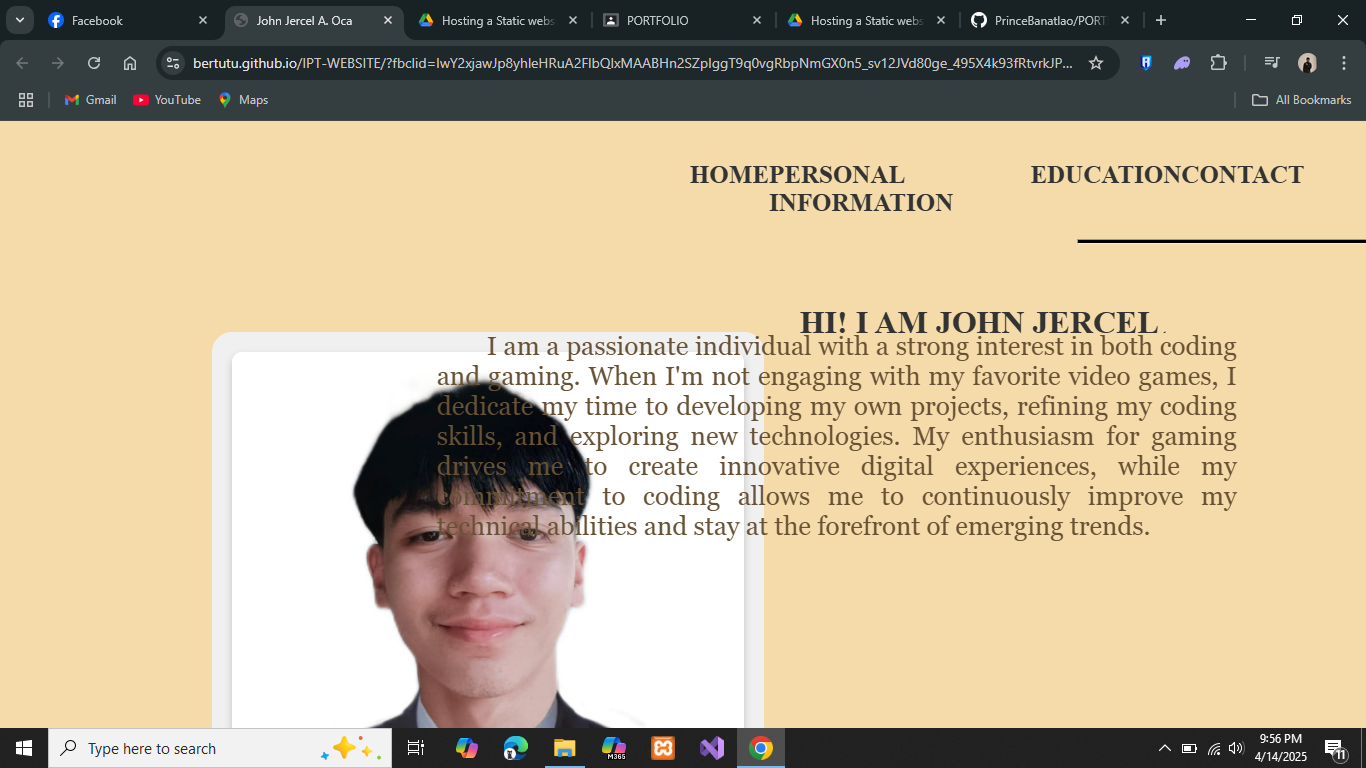 Facebook
John Jercel A. Oca
Hosting a Static webs
PORTFOLIO
Hosting a Static webs
PrinceBanatlao/PORT
bertutu.github.io/IPT-WEBSITE/?fbclid=IwY2xjawJp8yhleHRuA2FlbQIxMAABHn2SZpIggT9q0vgRbpNmGX0n5_sv12JVd80ge_495X4k93fRtvrkJP...
Gmail
YouTube
Maps
All Bookmarks
HOMEPERSONAL EDUCATIONCONTACT
INFORMATION
HI! I AM JOHN JERCEL.
I am a passionate individual with a strong interest in both coding
and gaming. When I'm not engaging with my favorite video games, I
dedicate my time to developing my own projects, refining my coding
skills, and exploring new technologies. My enthusiasm for gaming
drives me to create innovative digital experiences, while my
commitment to coding allows me to continuously improve my
technical abilities and stay at the forefront of emerging trends.
Type here to search
M365
9:56 PM
4/14/2025
11